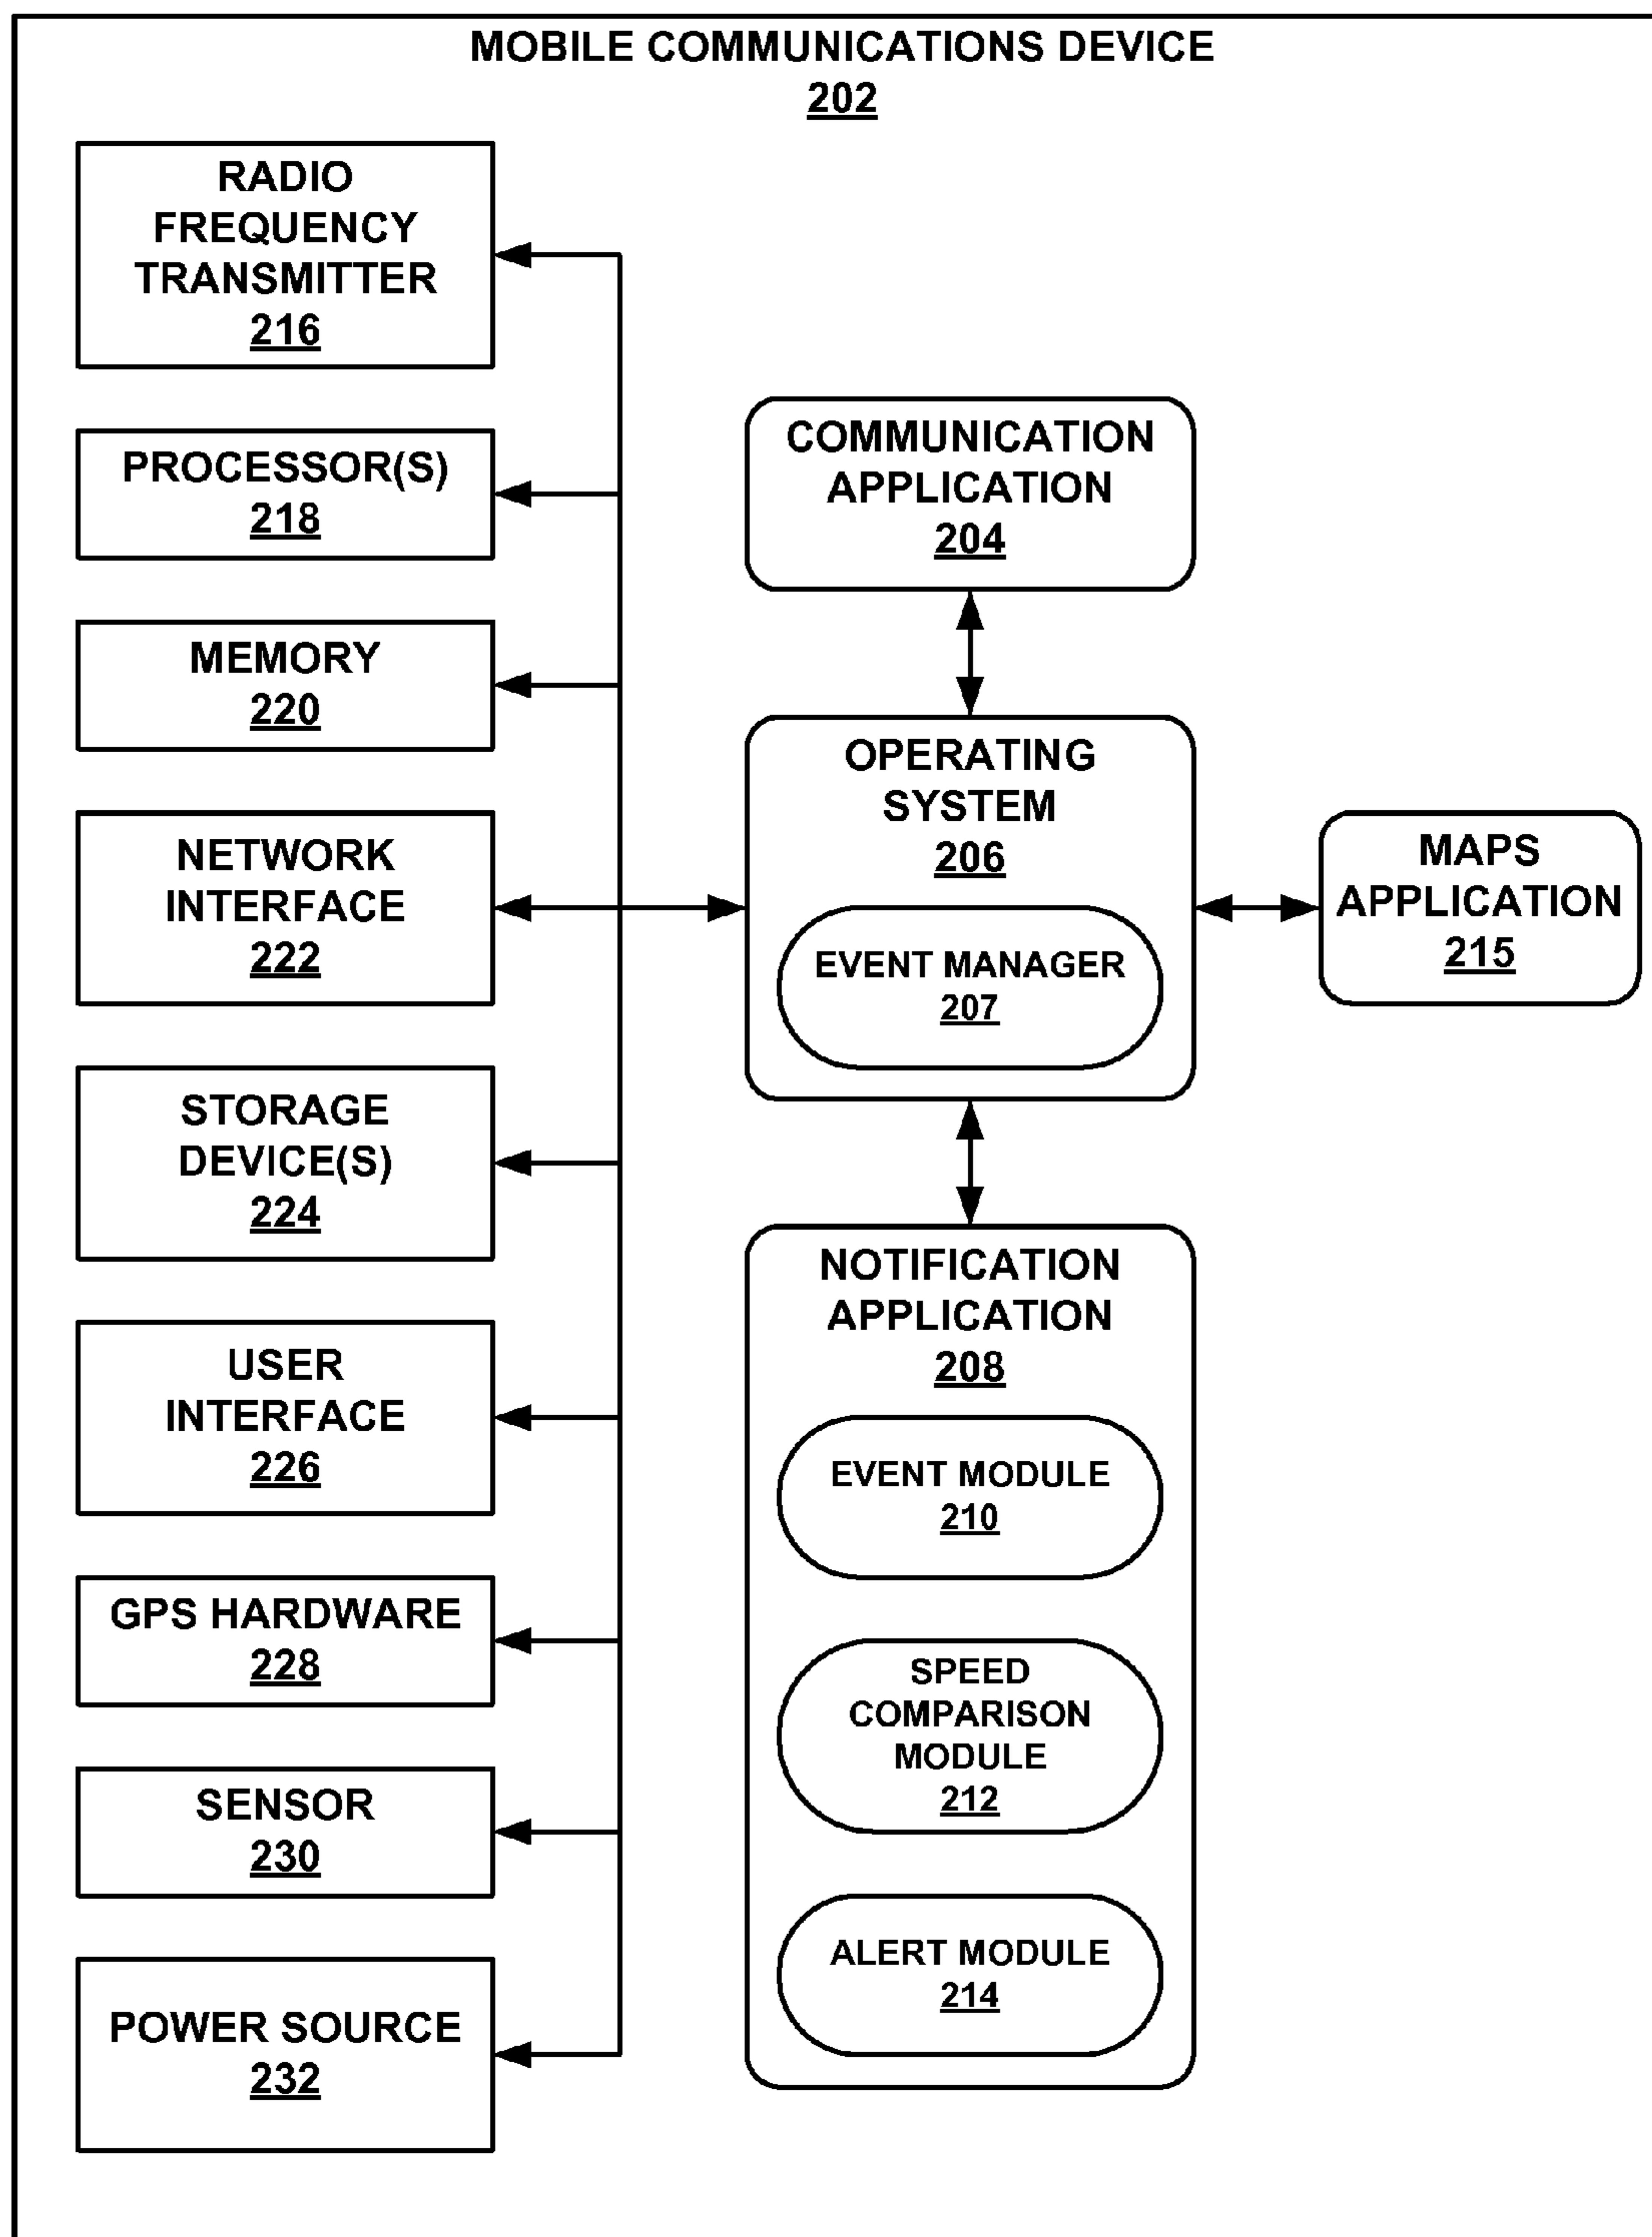 MOBILE COMMUNICATIONS DEVICE
202
RADIO
FREQUENCY
TRANSMITTER
216
PROCESSOR(S)
218
MEMORY
220
NETWORK
INTERFACE
222
STORAGE
DEVICE(S)
224
USER
INTERFACE
226
GPS HARDWARE
228
SENSOR
230
POWER SOURCE
232
COMMUNICATION
APPLICATION
204
OPERATING
SYSTEM
206
EVENT MANAGER
207
MAPS
APPLICATION
215
NOTIFICATION
APPLICATION
208
EVENT MODULE
210
SPEED
COMPARISON
MODULE
212
ALERT MODULE
214